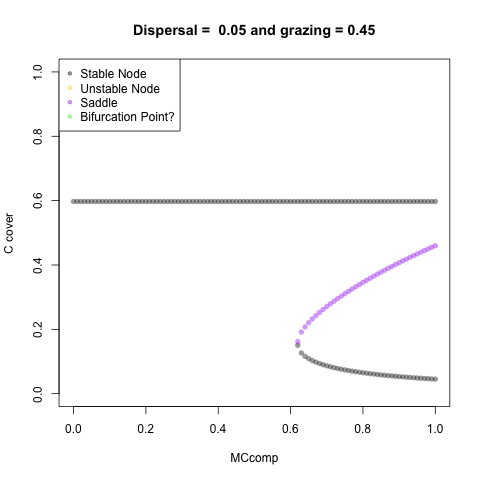 Dispersal =  0.05 and grazing = 0.45
Stable Node
Unstable Node
Saddle
Bifurcation Point?
1.0
0.8
0.6
0.4
0.2
0.0
C cover
0.0 0.2 0.4 0.6 0.8 1.0
MCcomp